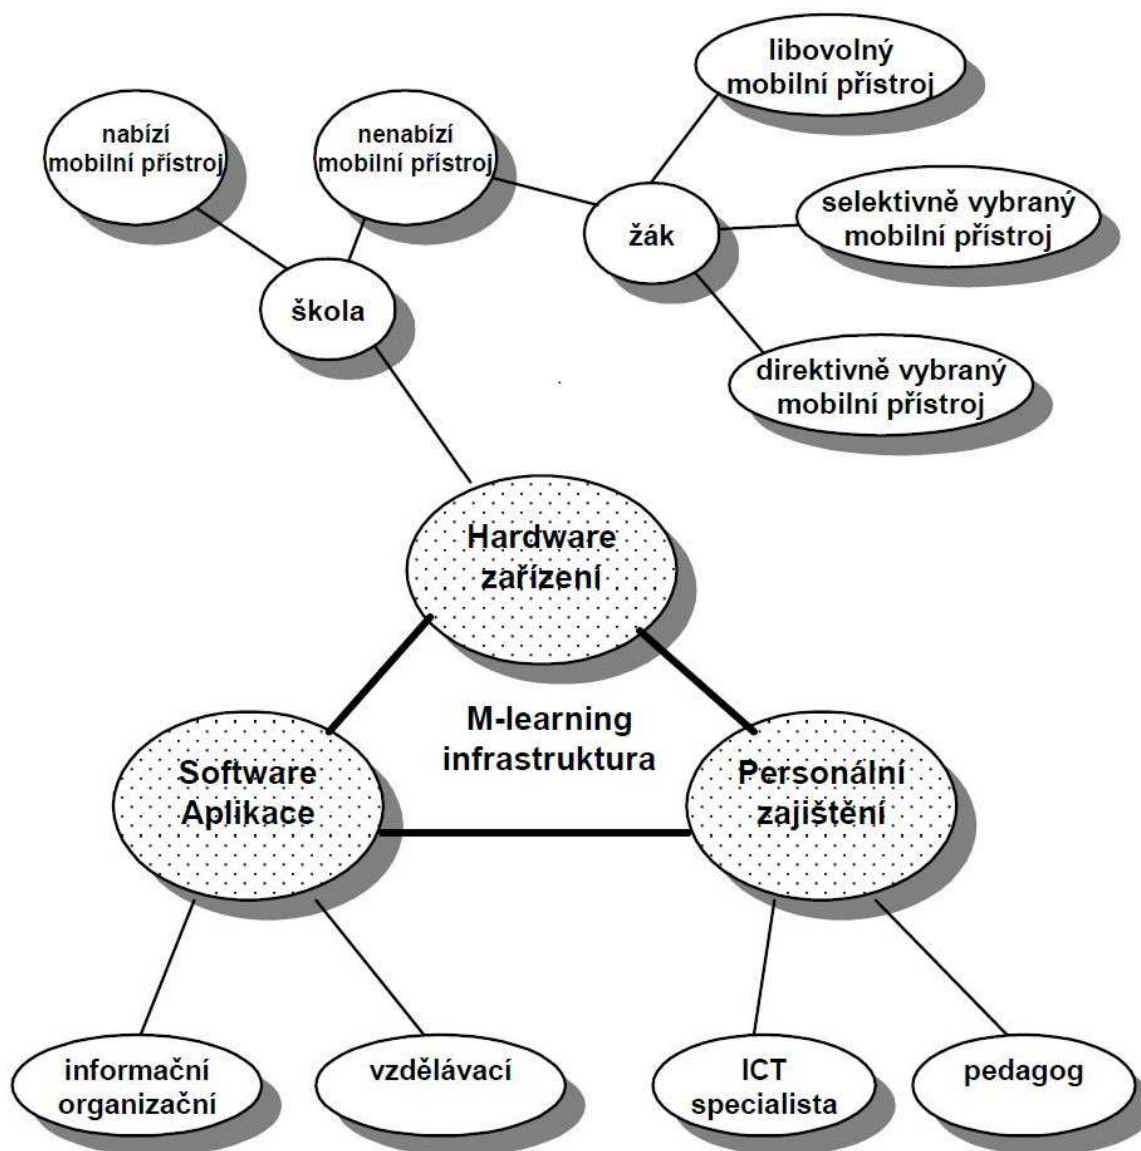 libovolný
mobilní přístroj
nabízí
mobilní přístroj
nenabízí
mobilní přístroj
selektivně vybraný
mobilní přístroj
žák
škola
direktivně vybraný
mobilní přístroj
Hardware
zařízení
M-learning
infrastruktura
Software
Aplikace
Personální
zajištění
informační
organizační
vzdělávací
ICT
specialista
pedagog